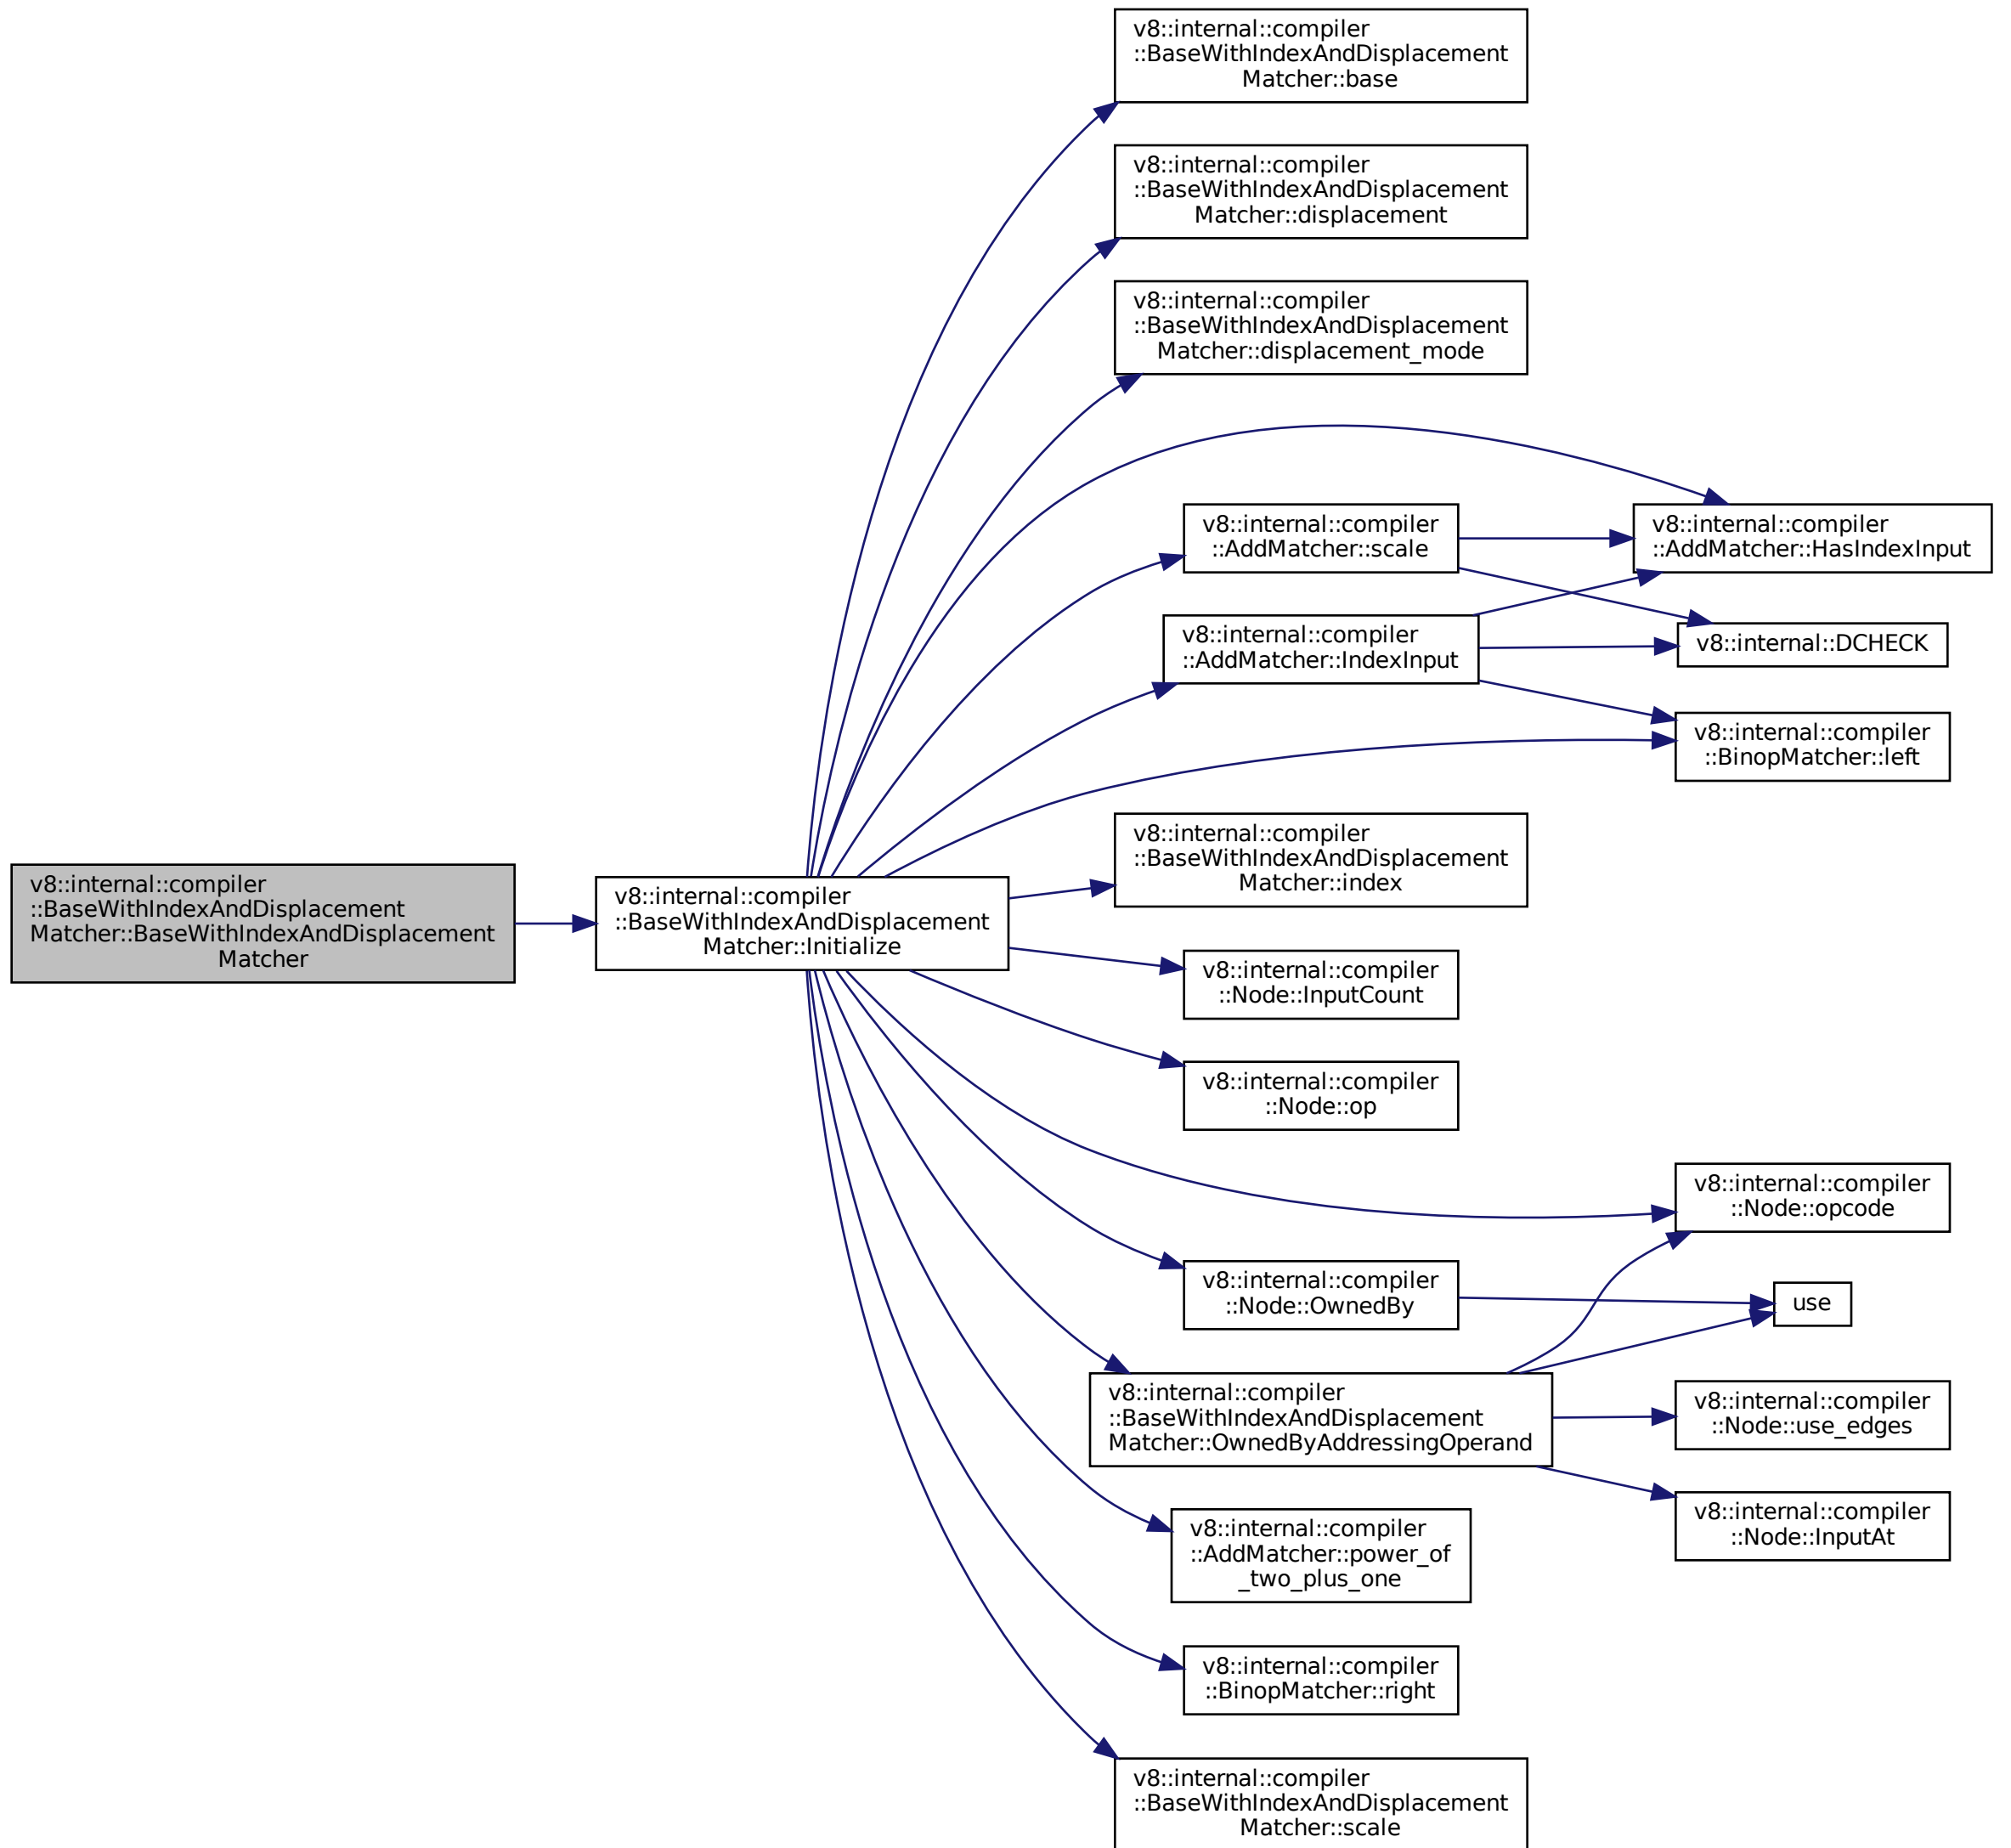 v8::internal::compiler
::BaseWithIndexAndDisplacement
Matcher::base
v8::internal::compiler
::BaseWithIndexAndDisplacement
Matcher::displacement
v8::internal::compiler
::BaseWithIndexAndDisplacement
Matcher::displacement_mode
v8::internal::compiler
::AddMatcher::scale
v8::internal::compiler
::AddMatcher::HasIndexInput
v8::internal::compiler
::AddMatcher::IndexInput
v8::internal::DCHECK
v8::internal::compiler
::BinopMatcher::left
v8::internal::compiler
::BaseWithIndexAndDisplacement
Matcher::BaseWithIndexAndDisplacement
Matcher
v8::internal::compiler
::BaseWithIndexAndDisplacement
Matcher::Initialize
v8::internal::compiler
::BaseWithIndexAndDisplacement
Matcher::index
v8::internal::compiler
::Node::InputCount
v8::internal::compiler
::Node::op
v8::internal::compiler
::Node::opcode
v8::internal::compiler
::Node::OwnedBy
use
v8::internal::compiler
::BaseWithIndexAndDisplacement
Matcher::OwnedByAddressingOperand
v8::internal::compiler
::Node::use_edges
v8::internal::compiler
::Node::InputAt
v8::internal::compiler
::AddMatcher::power_of
_two_plus_one
v8::internal::compiler
::BinopMatcher::right
v8::internal::compiler
::BaseWithIndexAndDisplacement
Matcher::scale